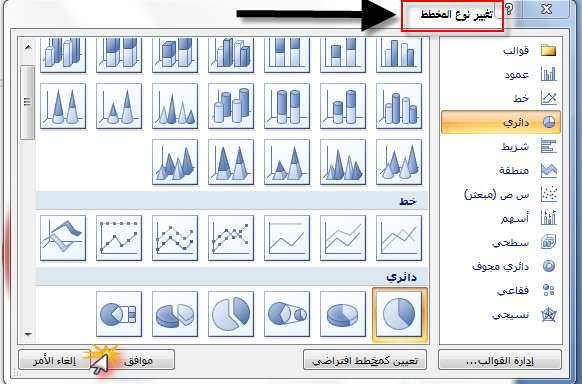 تغيير نوع المخطط
?
قوالب
عمود
خط
دائري
شريط
منطقة
س ص (مبعثر)
أسهم
سطحي
دائري مجوف
فقاعي
نسيجي
خط
دائري
إدارة القوالب...
تعيين كمخطط افتراضي
موافق
إلغاء الأمر